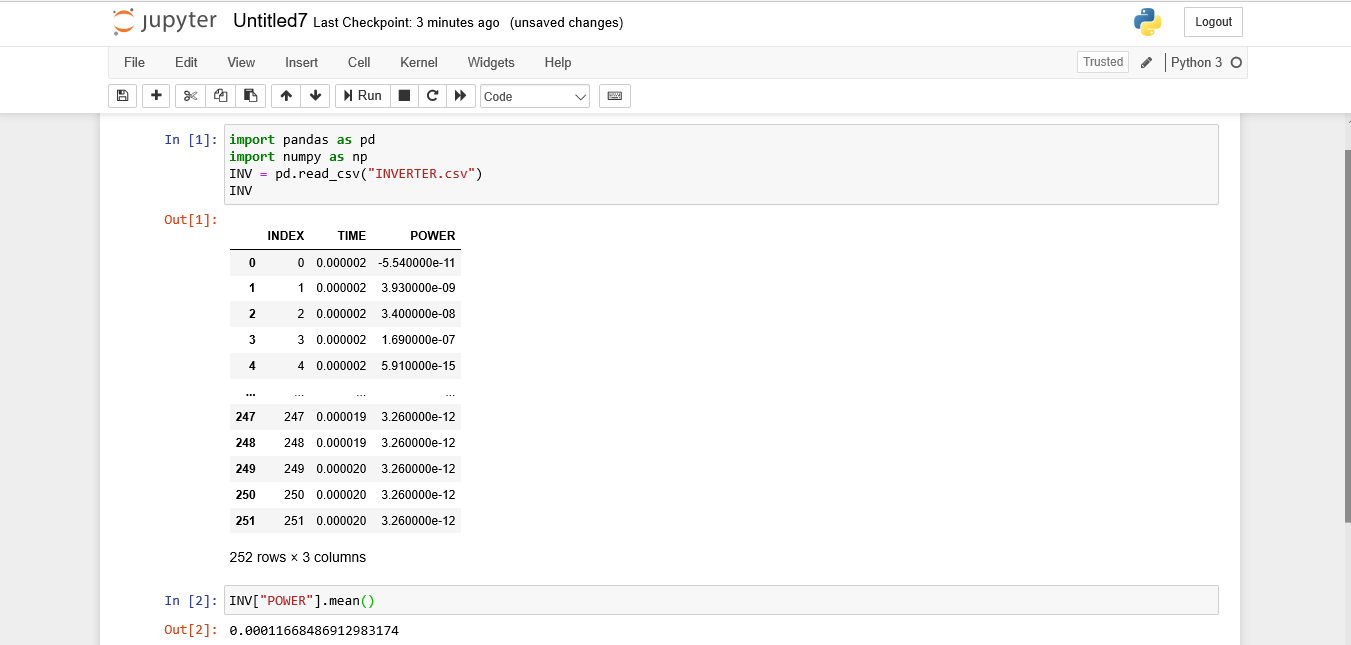 jupyter Untitled7 Last Checkpoint: 3 minutes ago (unsaved changes) Logout
File Edit View Insert Cell Kernel Widgets Help Trusted Python 3
Run Code
In [1]: import pandas as pd
import numpy as np
INV = pd.read_csv("INVERTER.csv")
INV
Out[1]:
INDEX TIME POWER
0 0 0.000002 -5.540000e-11
1 1 0.000002 3.930000e-09
2 2 0.000002 3.400000e-08
3 3 0.000002 1.690000e-07
4 4 0.000002 5.910000e-15
... ... ... ...
247 247 0.000019 3.260000e-12
248 248 0.000019 3.260000e-12
249 249 0.000020 3.260000e-12
250 250 0.000020 3.260000e-12
251 251 0.000020 3.260000e-12
252 rows × 3 columns
In [2]: INV["POWER"].mean()
Out[2]: 0.00011668486912983174